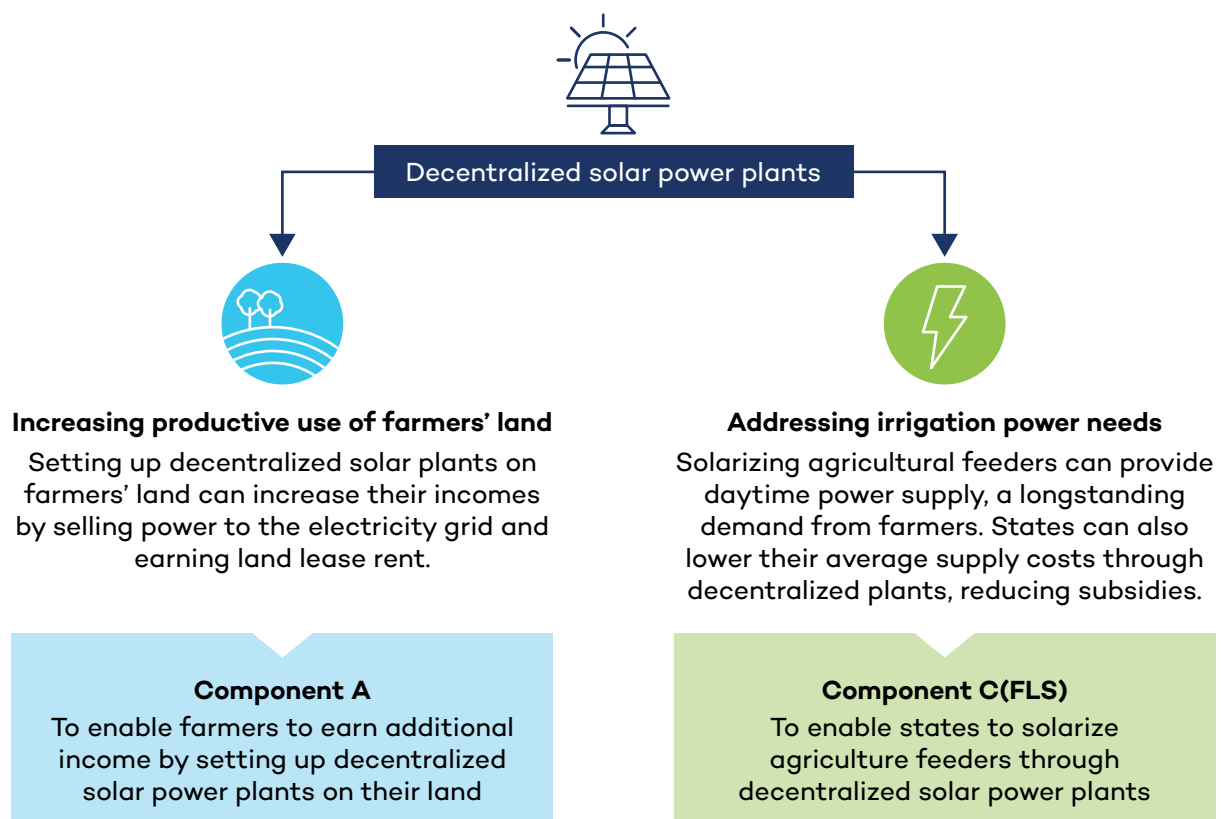 Decentralized solar power plants
Increasing productive use of farmers’ land
Setting up decentralized solar plants on
farmers’ land can increase their incomes
by selling power to the electricity grid and
earning land lease rent.
Component A
To enable farmers to earn additional
income by setting up decentralized
solar power plants on their land
Addressing irrigation power needs
Solarizing agricultural feeders can provide
daytime power supply, a longstanding
demand from farmers. States can also
lower their average supply costs through
decentralized plants, reducing subsidies.
Component C(FLS)
To enable states to solarize
agriculture feeders through
decentralized solar power plants